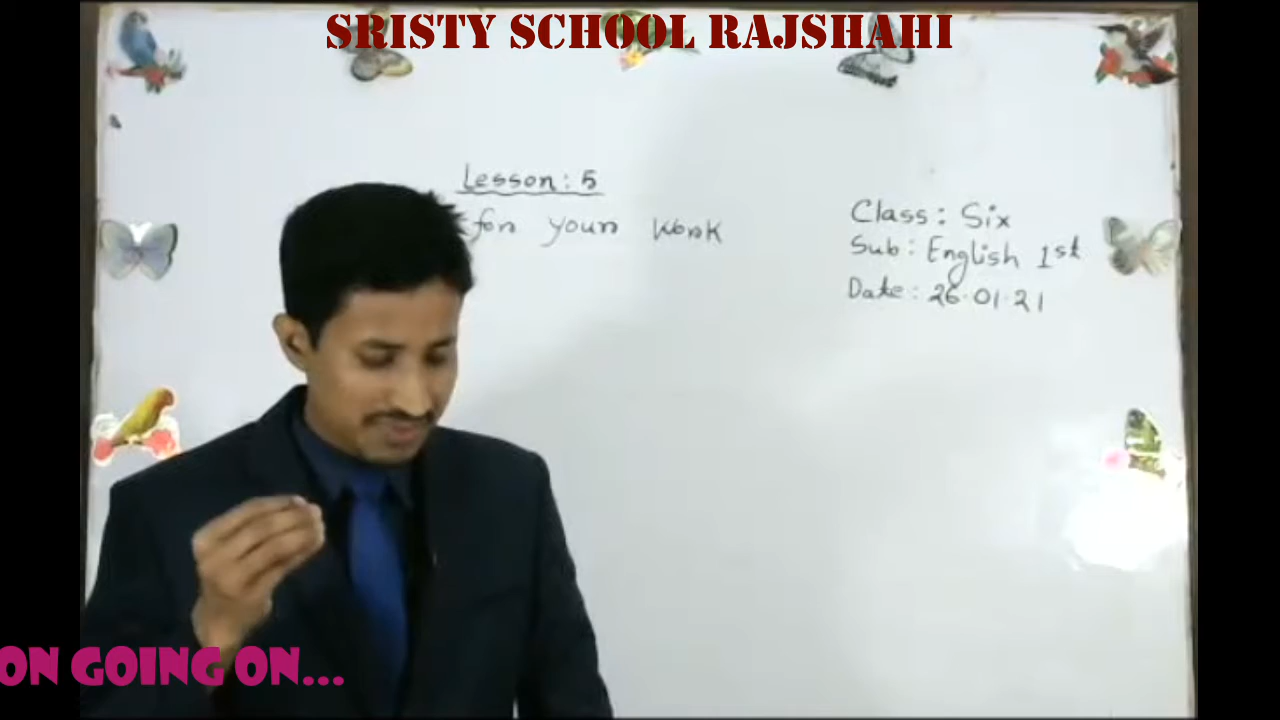 SRISTY SCHOOL RAJSHAHI
Lesson: 5
for your work
Class: Six
Sub: English 1st
Date: 26.01.21
ON GOING ON...